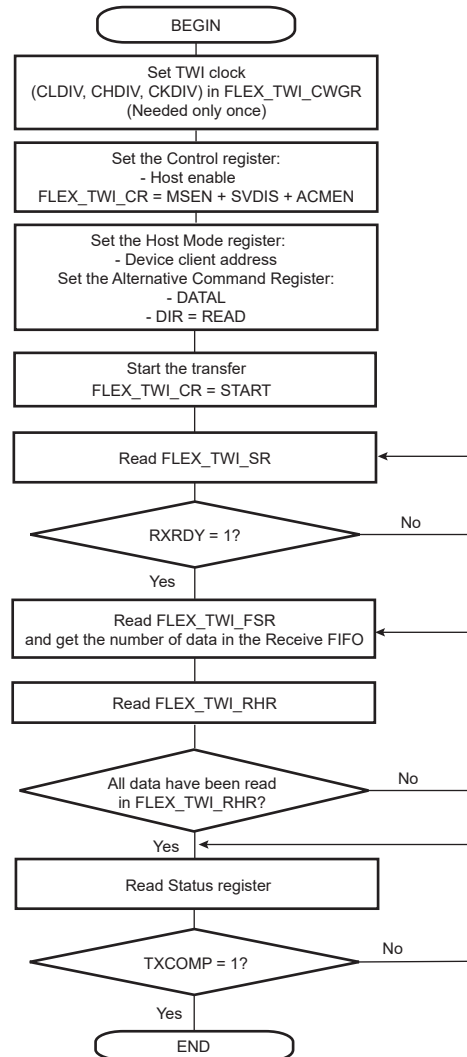 BEGIN
Set TWI clock
(CLDIV, CHDIV, CKDIV) in FLEX_TWI_CWGR
(Needed only once)
Set the Control register:
- Host enable
FLEX_TWI_CR = MSEN + SVDIS + ACMEN
Set the Host Mode register:
- Device client address
Set the Alternative Command Register:
- DATAL
- DIR = READ
Start the transfer
FLEX_TWI_CR = START
Read FLEX_TWI_SR
RXRDY = 1?
No
Yes
Read FLEX_TWI_FSR
and get the number of data in the Receive FIFO
Read FLEX_TWI_RHR
All data have been read
in FLEX_TWI_RHR?
No
Yes
Read Status register
TXCOMP = 1?
No
Yes
END